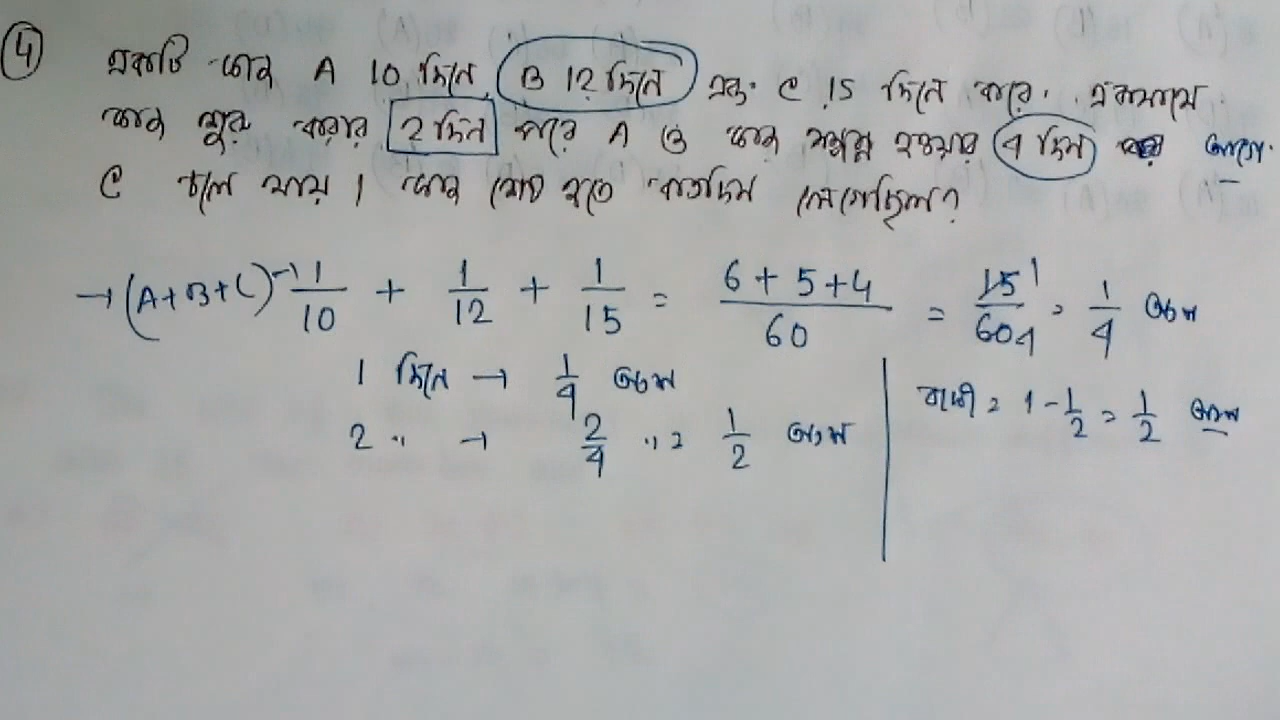 ④ একটি কাজ A 10 দিনে, B 12 দিনে এবং C 15 দিনে করে. একসাথে
কাজ শুরু করার 2 দিন পরে A ও কাজ সম্পন্ন হওয়ার 4 দিন আগে.
C চলে যায়। কাজ শেষ হতে কতদিন লেগেছিল?
→ (A+B+C) → 1/10 + 1/12 + 1/15 = 6+5+4/60 = 15/60 1 4 = 1/4 অংশ
1 দিনে → 1/4 অংশ
2 " → 2/4 " = 1/2 অংশ
বাকী = 1 - 1/2 = 1/2 অংশ